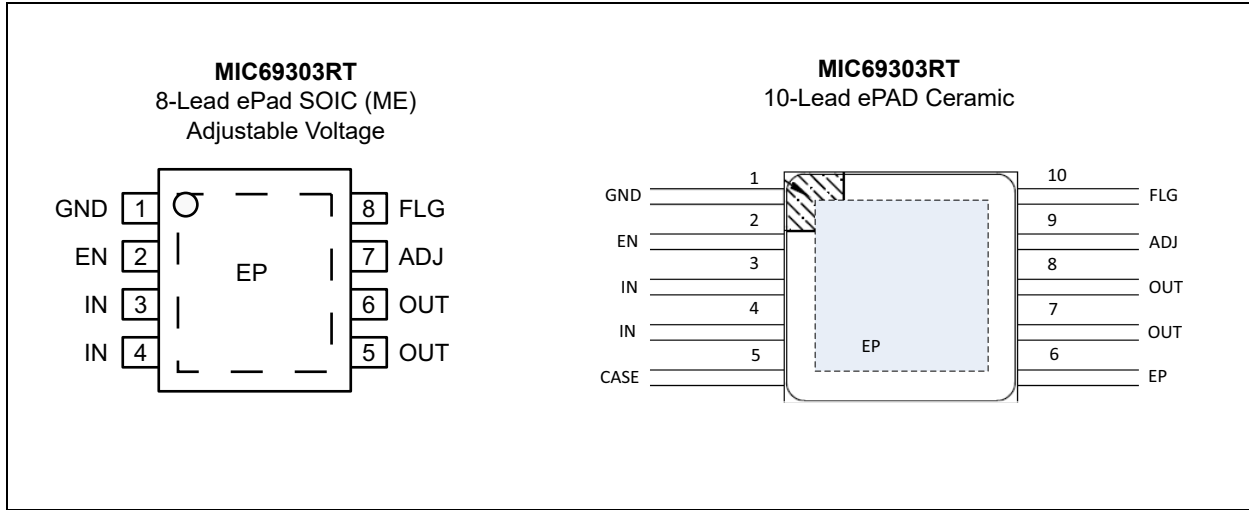 MIC69303RT
8-Lead ePad SOIC (ME)
Adjustable Voltage
GND 1 8 FLG
EN 2 7 ADJ
EP
IN 3 6 OUT
IN 4 5 OUT
MIC69303RT
10-Lead ePAD Ceramic
1 10
GND FLG
2 9
EN ADJ
3 8
IN OUT
4 7
IN OUT
5 EP 6
CASE EP